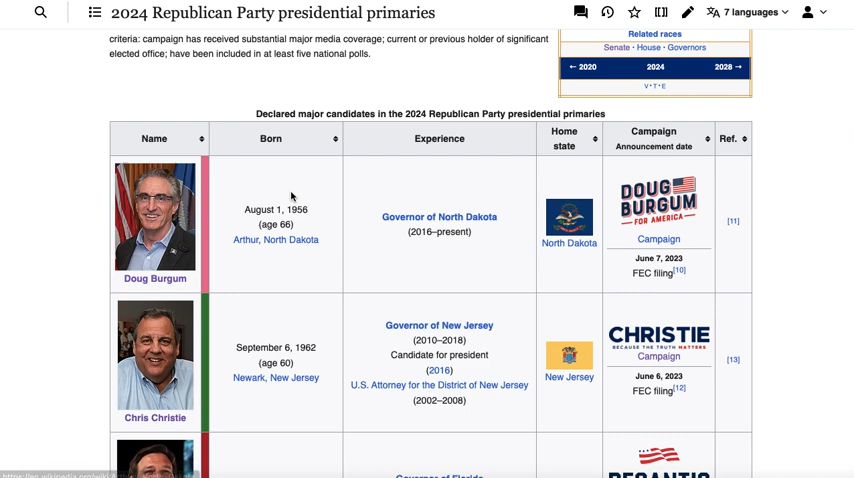 2024 Republican Party presidential primaries
7 languages
criteria: campaign has received substantial major media coverage; current or previous holder of significant
elected office; have been included in at least five national polls.
Related races
Senate · House · Governors
← 2020 2024 2028 →
V · T · E
Declared major candidates in the 2024 Republican Party presidential primaries
Name Born Experience Home state Campaign Announcement date Ref.
DOUG
BURGUM
FOR AMERICA
August 1, 1956
(age 66)
Arthur, North Dakota
Governor of North Dakota
(2016–present)
North Dakota
Campaign
June 7, 2023
FEC filing[10]
[11]
Doug Burgum
CHRISTIE
BECAUSE THE TRUTH MATTERS
Campaign
June 6, 2023
FEC filing[12]
September 6, 1962
(age 60)
Newark, New Jersey
Governor of New Jersey
(2010–2018)
Candidate for president
(2016)
U.S. Attorney for the District of New Jersey
(2002–2008)
New Jersey
[13]
Chris Christie
Governor of Florida
DESANTIS